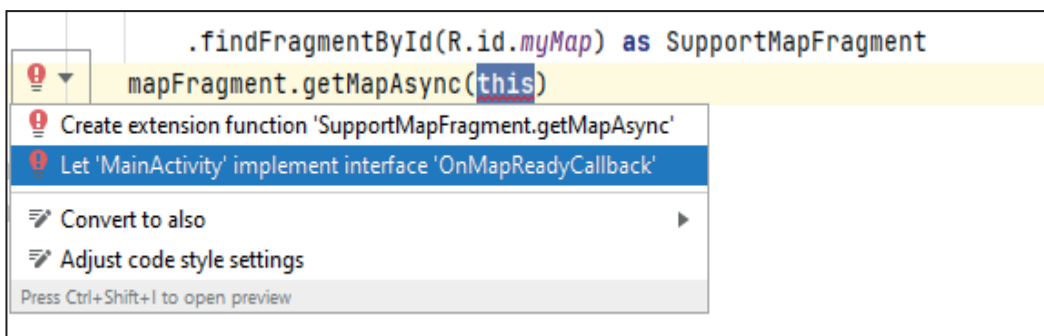 .findFragmentById(R.id.myMap) as SupportMapFragment
mapFragment.getMapAsync(this)
Create extension function 'SupportMapFragment.getMapAsync'
Let 'MainActivity' implement interface 'OnMapReadyCallback'
Convert to also
Adjust code style settings
Press Ctrl+Shift+I to open preview